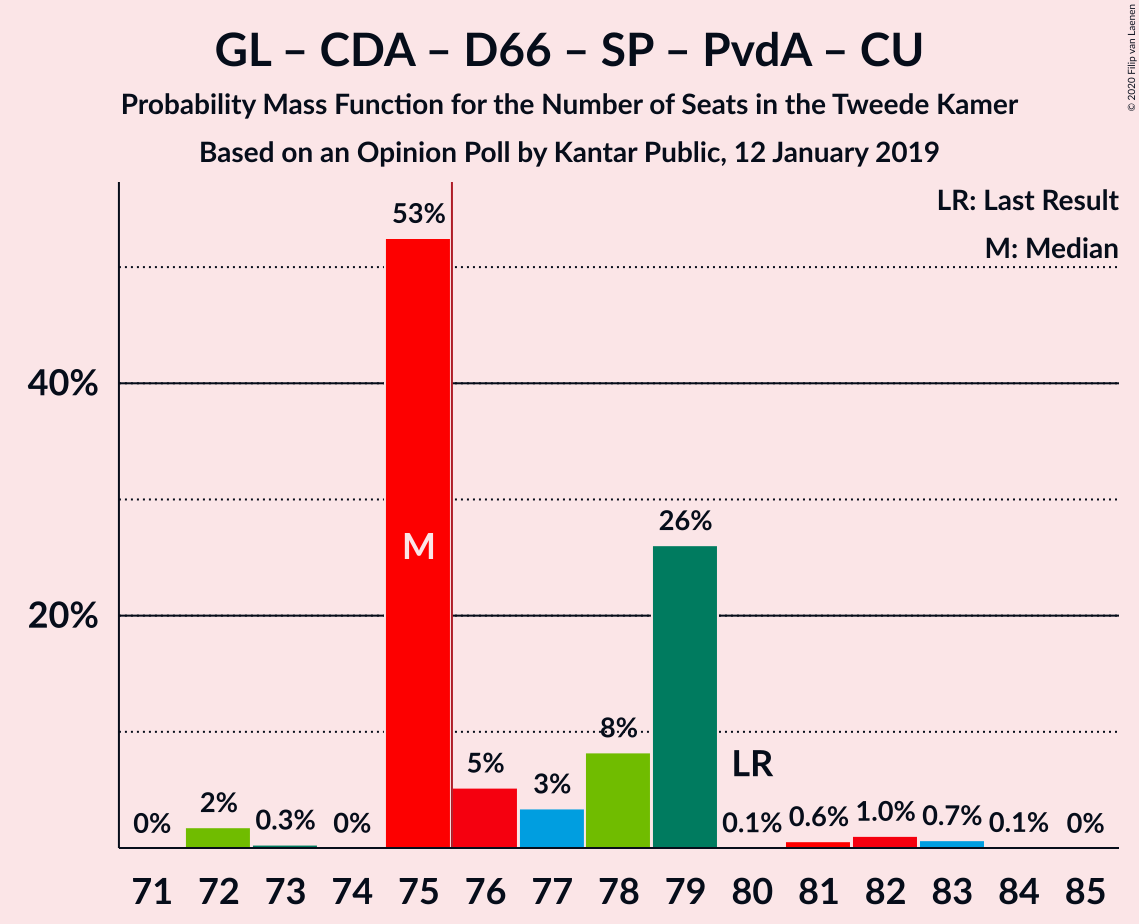 GL – CDA – D66 – SP – PvdA – CU
Probability Mass Function for the Number of Seats in the Tweede Kamer
Based on an Opinion Poll by Kantar Public, 12 January 2019
© 2020 Filip van Laenen
LR: Last Result
M: Median
53%
40%
M
26%
20%
8%
LR
5%
3%
0% 2% 0.3% 0% 0.1% 0.6% 1.0% 0.7% 0.1% 0%
71 72 73 74 75 76 77 78 79 80 81 82 83 84 85